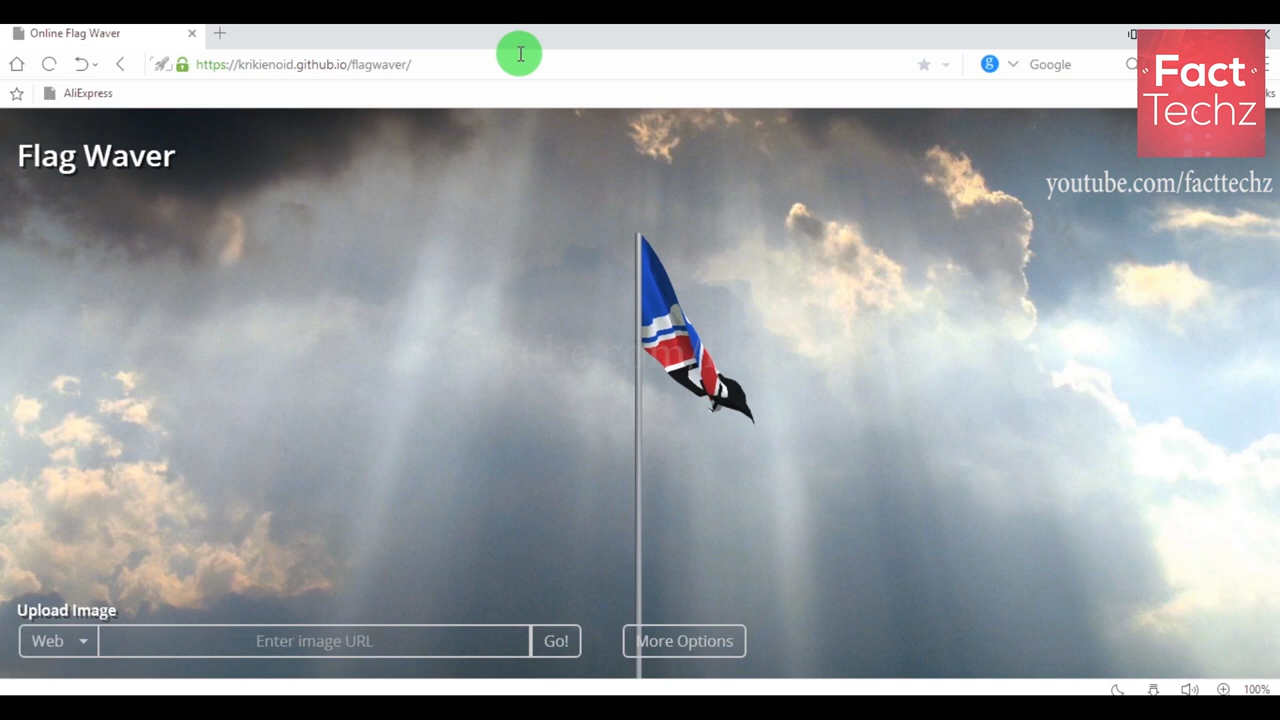 Online Flag Waver
https://krikienoid.github.io/flagwaver/
Google
AliExpress
Fact
Techz
youtube.com/facttechz
Flag Waver
Upload Image
Web
Enter image URL
Go!
More Options
100%